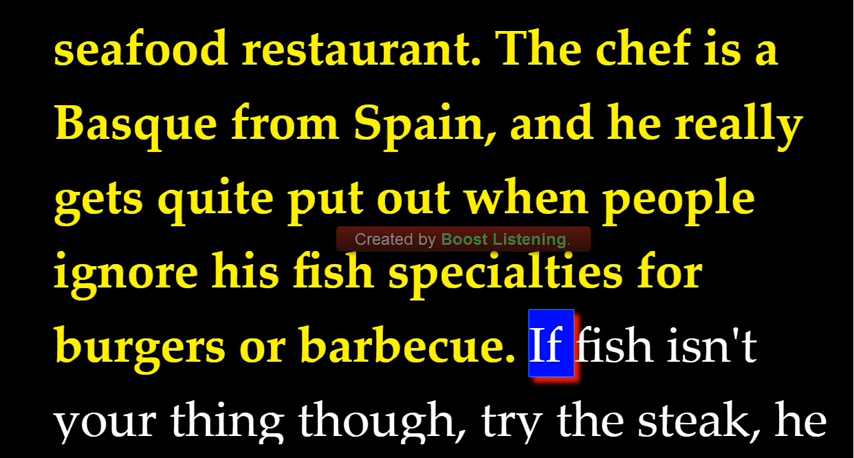 seafood restaurant. The chef is a
Basque from Spain, and he really
gets quite put out when people
Created by Boost Listening.
ignore his fish specialties for
burgers or barbecue. If fish isn't
your thing though, try the steak, he